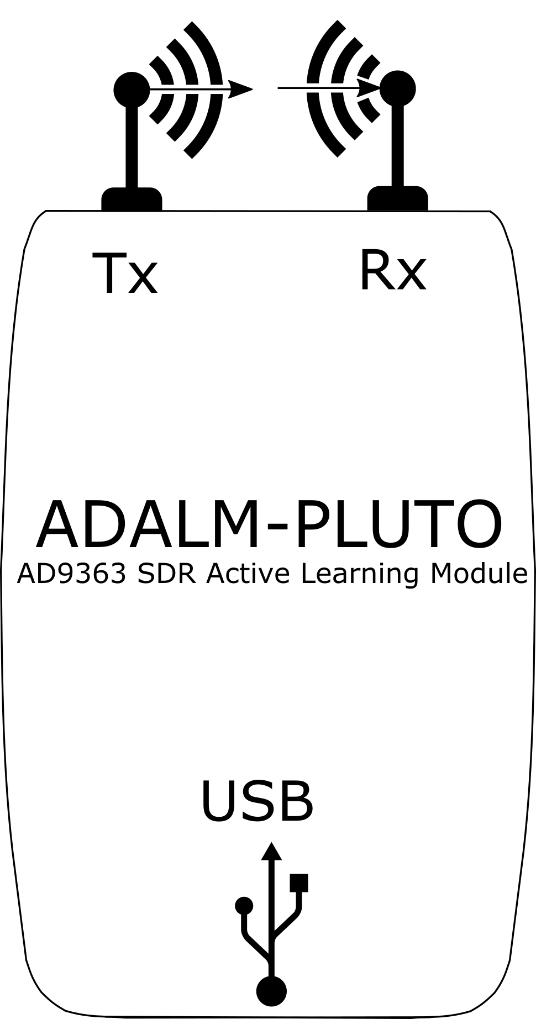 Tx
Rx
ADALM-PLUTO
AD9363 SDR Active Learning Module
USB